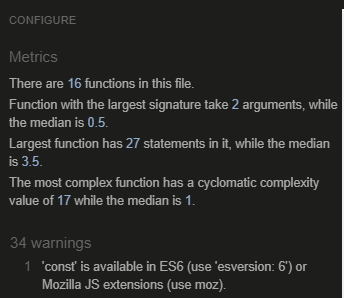 CONFIGURE
Metrics
There are 16 functions in this file.
Function with the largest signature take 2 arguments, while
the median is 0.5.
Largest function has 27 statements in it, while the median
is 3.5.
The most complex function has a cyclomatic complexity
value of 17 while the median is 1.
34 warnings
1 'const' is available in ES6 (use 'esversion: 6') or
Mozilla JS extensions (use moz).